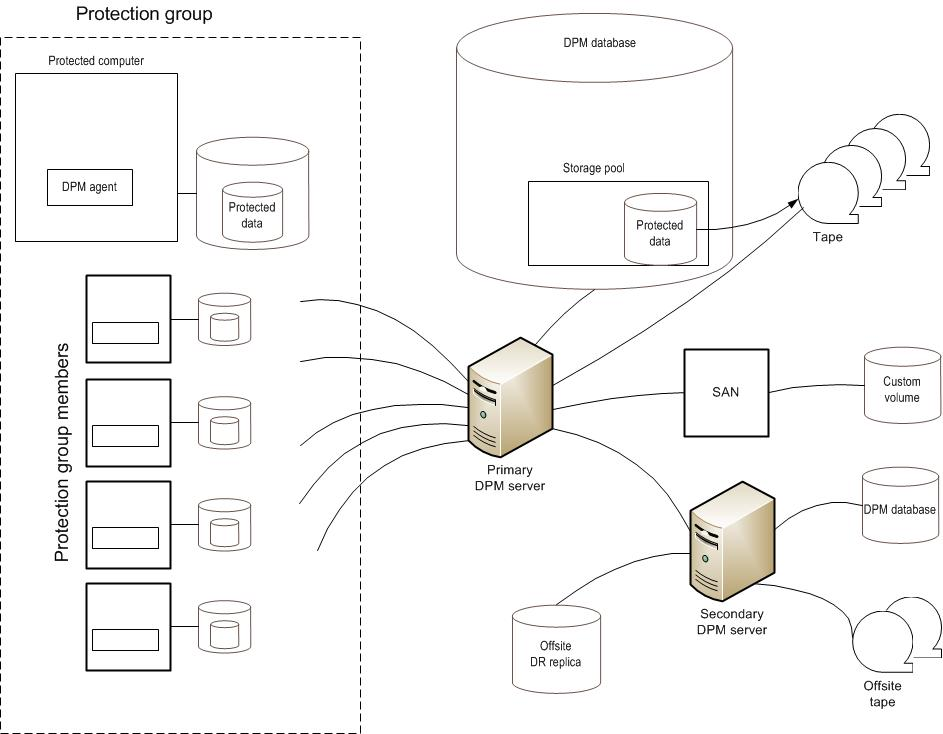 Protection group
Protected computer
DPM agent
Protected
data
Protection group members
DPM database
Storage pool
Protected
data
Tape
Primary
DPM server
SAN
Custom
volume
DPM database
Secondary
DPM server
Offsite
DR replica
Offsite
tape